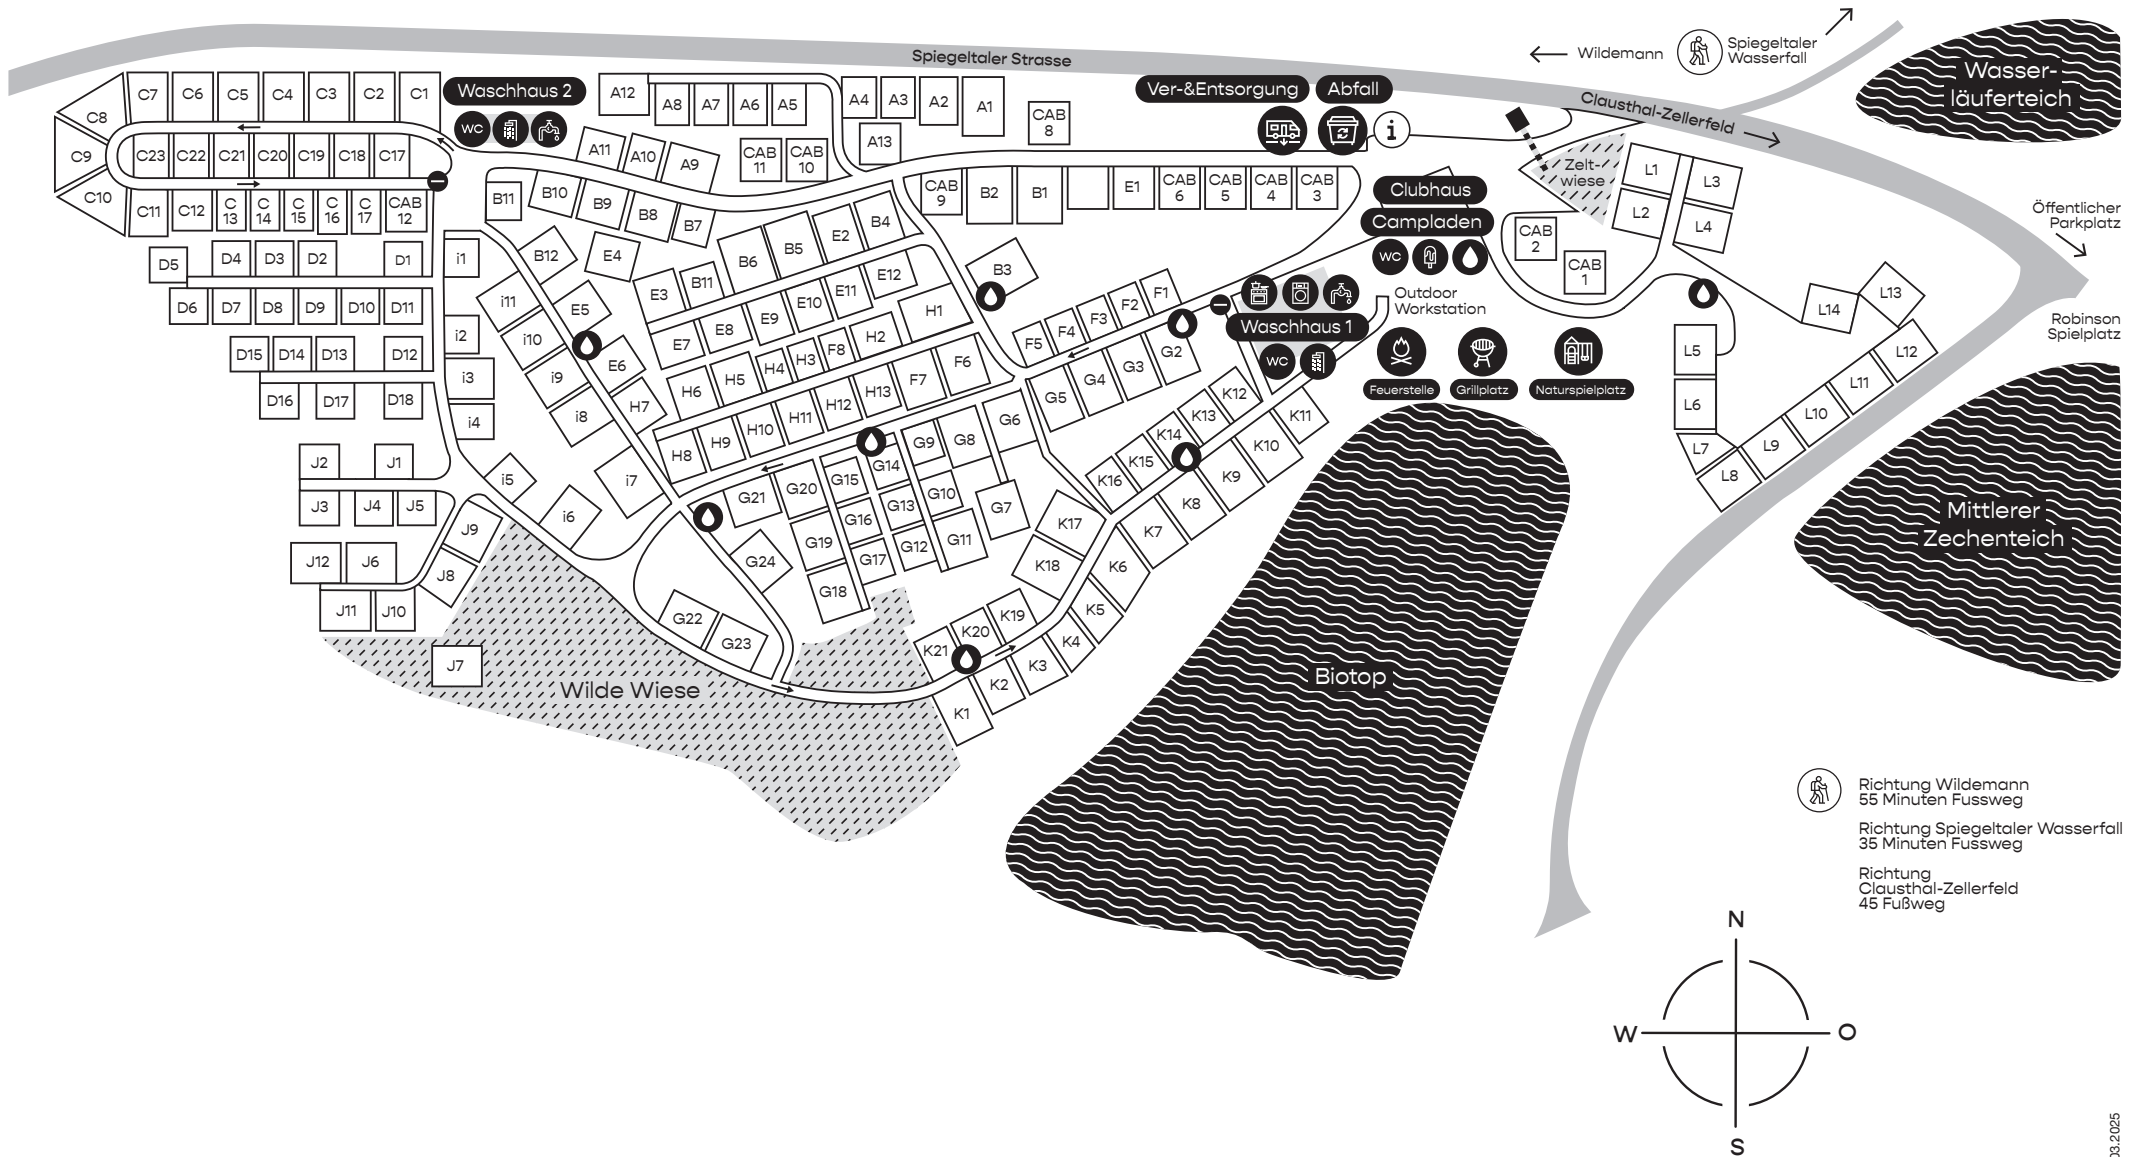 Spiegeltaler Strasse
Wildemann
Spiegeltaler
Wasserfall
Wasser-
läuferteich
Clausthal-Zellerfeld
Öffentlicher
Parkplatz
Robinson
Spielplatz
Mittlerer
Zechenteich
Waschhaus 2
WC
Ver-&Entsorgung
Abfall
i
Zelt-
wiese
Clubhaus
Campladen
WC
Outdoor
Workstation
Waschhaus 1
WC
Feuerstelle
Grillplatz
Naturspielplatz
Biotop
Wilde Wiese
C8
C7
C6
C5
C4
C3
C2
C1
C9
C23
C22
C21
C20
C19
C18
C17
C10
C11
C12
C
13
C
14
C
15
C
16
C
17
CAB
12
A12
A8
A7
A6
A5
A4
A3
A2
A1
CAB
8
A13
A11
A10
A9
CAB
11
CAB
10
B11
B10
B9
B8
B7
CAB
9
B2
B1
E1
CAB
6
CAB
5
CAB
4
CAB
3
L1
L3
L2
L4
CAB
2
CAB
1
D5
D4
D3
D2
D1
D6
D7
D8
D9
D10
D11
D15
D14
D13
D12
D16
D17
D18
i1
i2
i3
i4
i5
i6
i7
i8
i9
i10
i11
B12
E4
E5
E6
H7
E3
B11
B6
B5
E2
B4
E7
E8
E9
E10
E11
E12
B3
H6
H5
H4
H3
F8
H2
H1
H8
H9
H10
H11
H12
H13
F7
F6
F5
F4
F3
F2
F1
G6
G5
G4
G3
G2
G21
G20
G15
G14
G9
G8
G19
G16
G13
G10
G7
G18
G17
G12
G11
G24
G22
G23
J2
J1
J3
J4
J5
J9
J12
J6
J8
J11
J10
J7
K16
K15
K14
K13
K12
K11
K10
K9
K8
K7
K17
K18
K6
K5
K4
K19
K20
K21
K3
K2
K1
L14
L13
L12
L11
L10
L9
L8
L7
L6
L5
Richtung Wildemann
55 Minuten Fussweg
Richtung Spiegeltaler Wasserfall
35 Minuten Fussweg
Richtung
Clausthal-Zellerfeld
45 Fußweg
N
W
O
S
03.2025